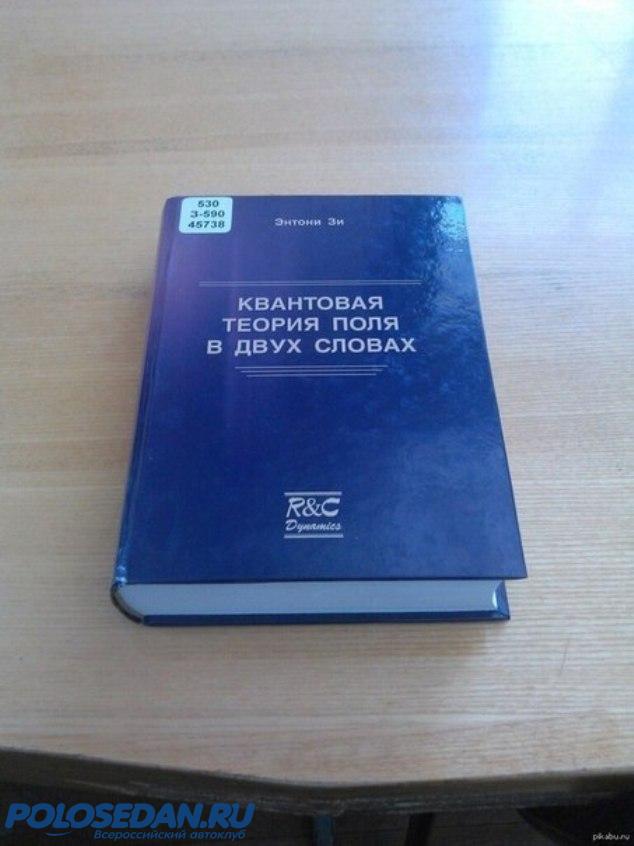 530
З-590
45738
Энтони Зи
КВАНТОВАЯ
ТЕОРИЯ ПОЛЯ
В ДВУХ СЛОВАХ
R&C
Dynamics
POLOSEDAN.RU
Всероссийский автоклуб
pikabu.ru